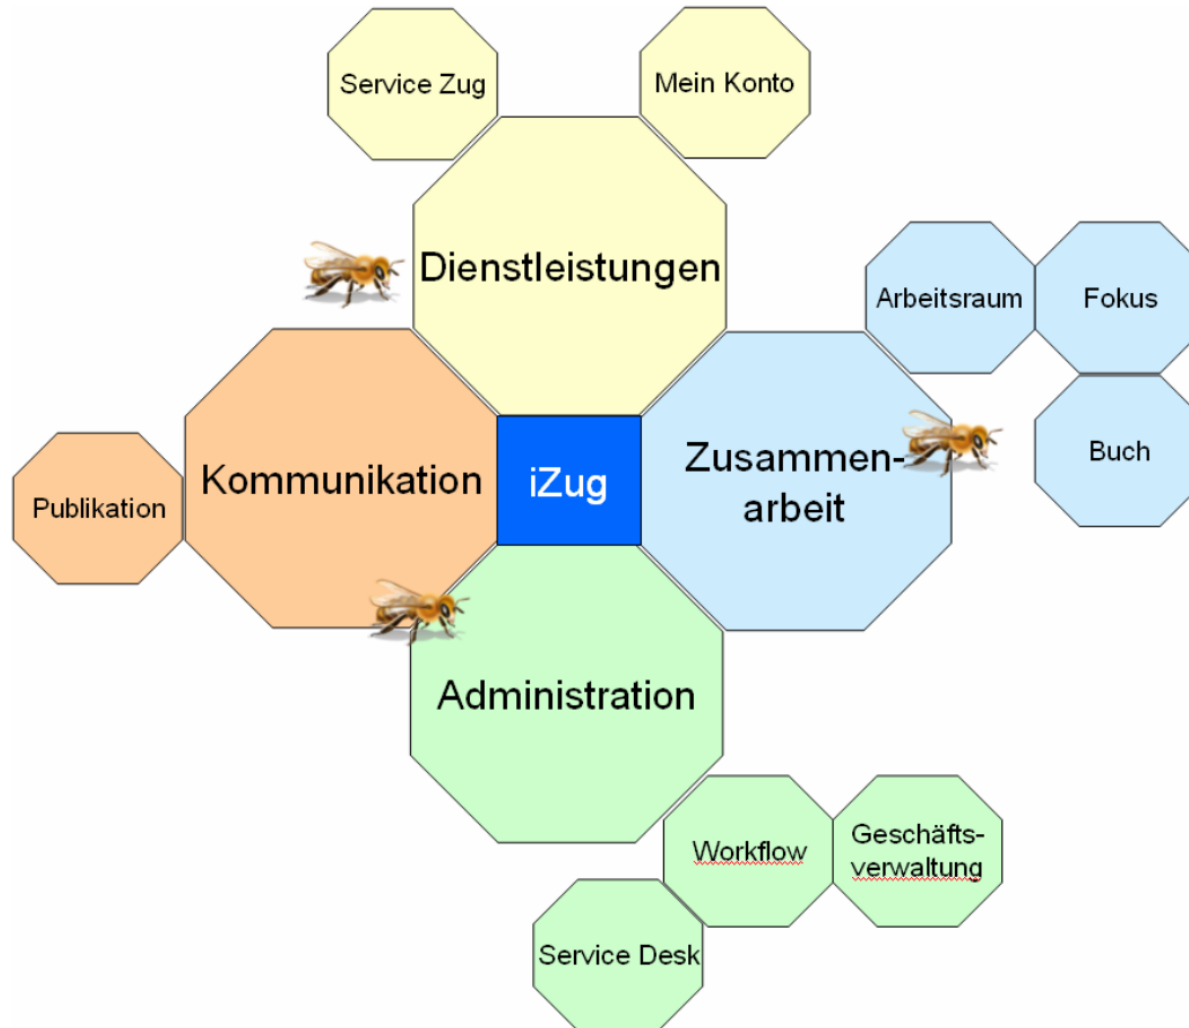 Service Zug
Mein Konto
Dienstleistungen
Arbeitsraum
Fokus
Buch
Zusammen-
arbeit
Kommunikation
iZug
Publikation
Administration
Workflow
Geschäfts-
verwaltung
Service Desk